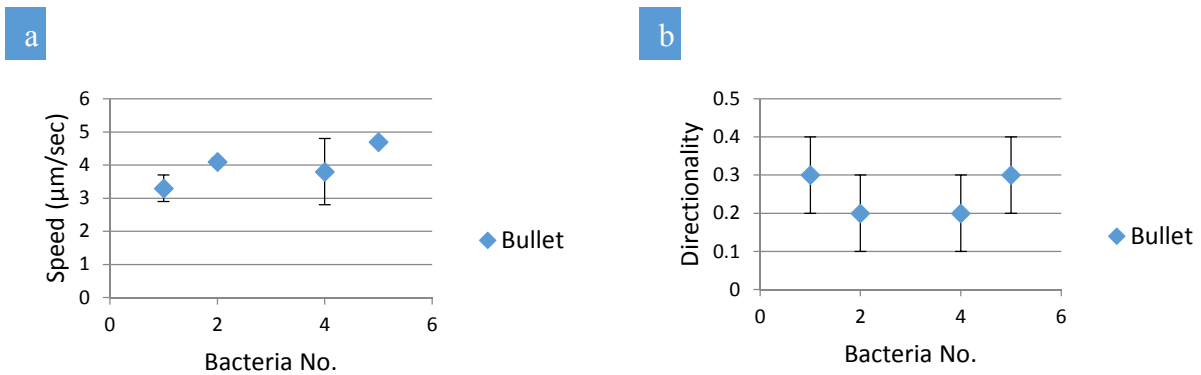 a
6
5
4
3
2
1
0
Speed (µm/sec)
0 2 4 6
Bacteria No.
Bullet
b
0.5
0.4
0.3
0.2
0.1
0
Directionality
0 2 4 6
Bacteria No.
Bullet